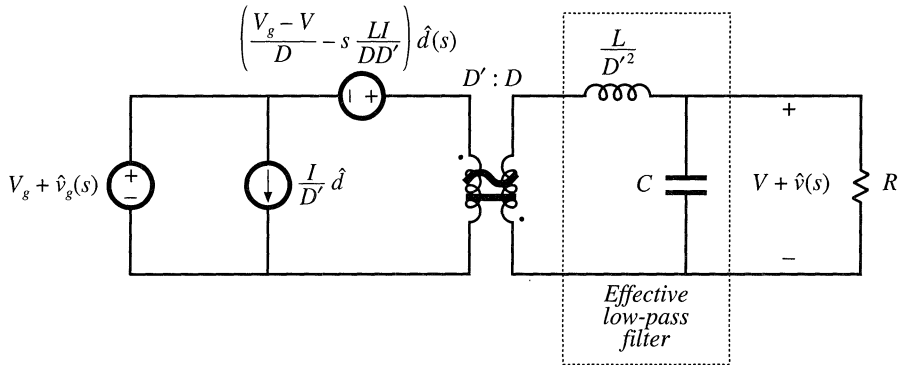 ( (V_g − V)/D − s LI/(DD′) ) d̂(s)
D′ : D
L/D′²
V_g + v̂_g(s)
+
−
− +
I/D′ d̂
C
+
V + v̂(s)
−
R
Effective
low-pass
filter